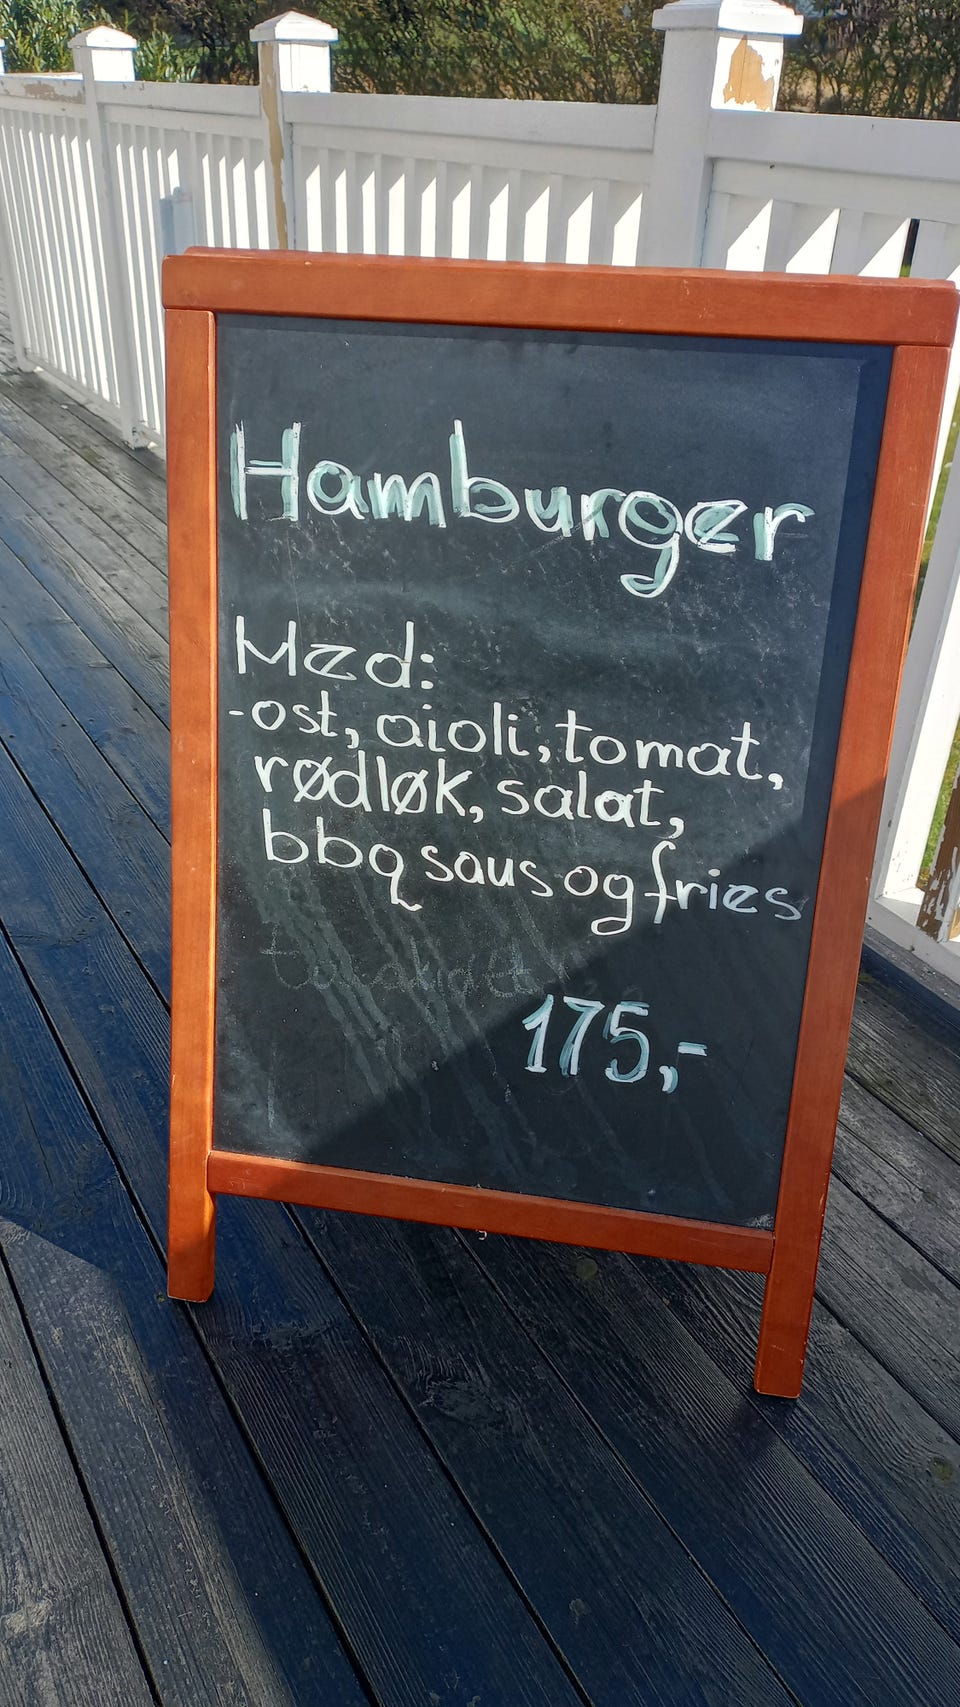 Hamburger
Med:
-ost, aioli, tomat,
rødløk, salat,
bbq saus og fries
175,-